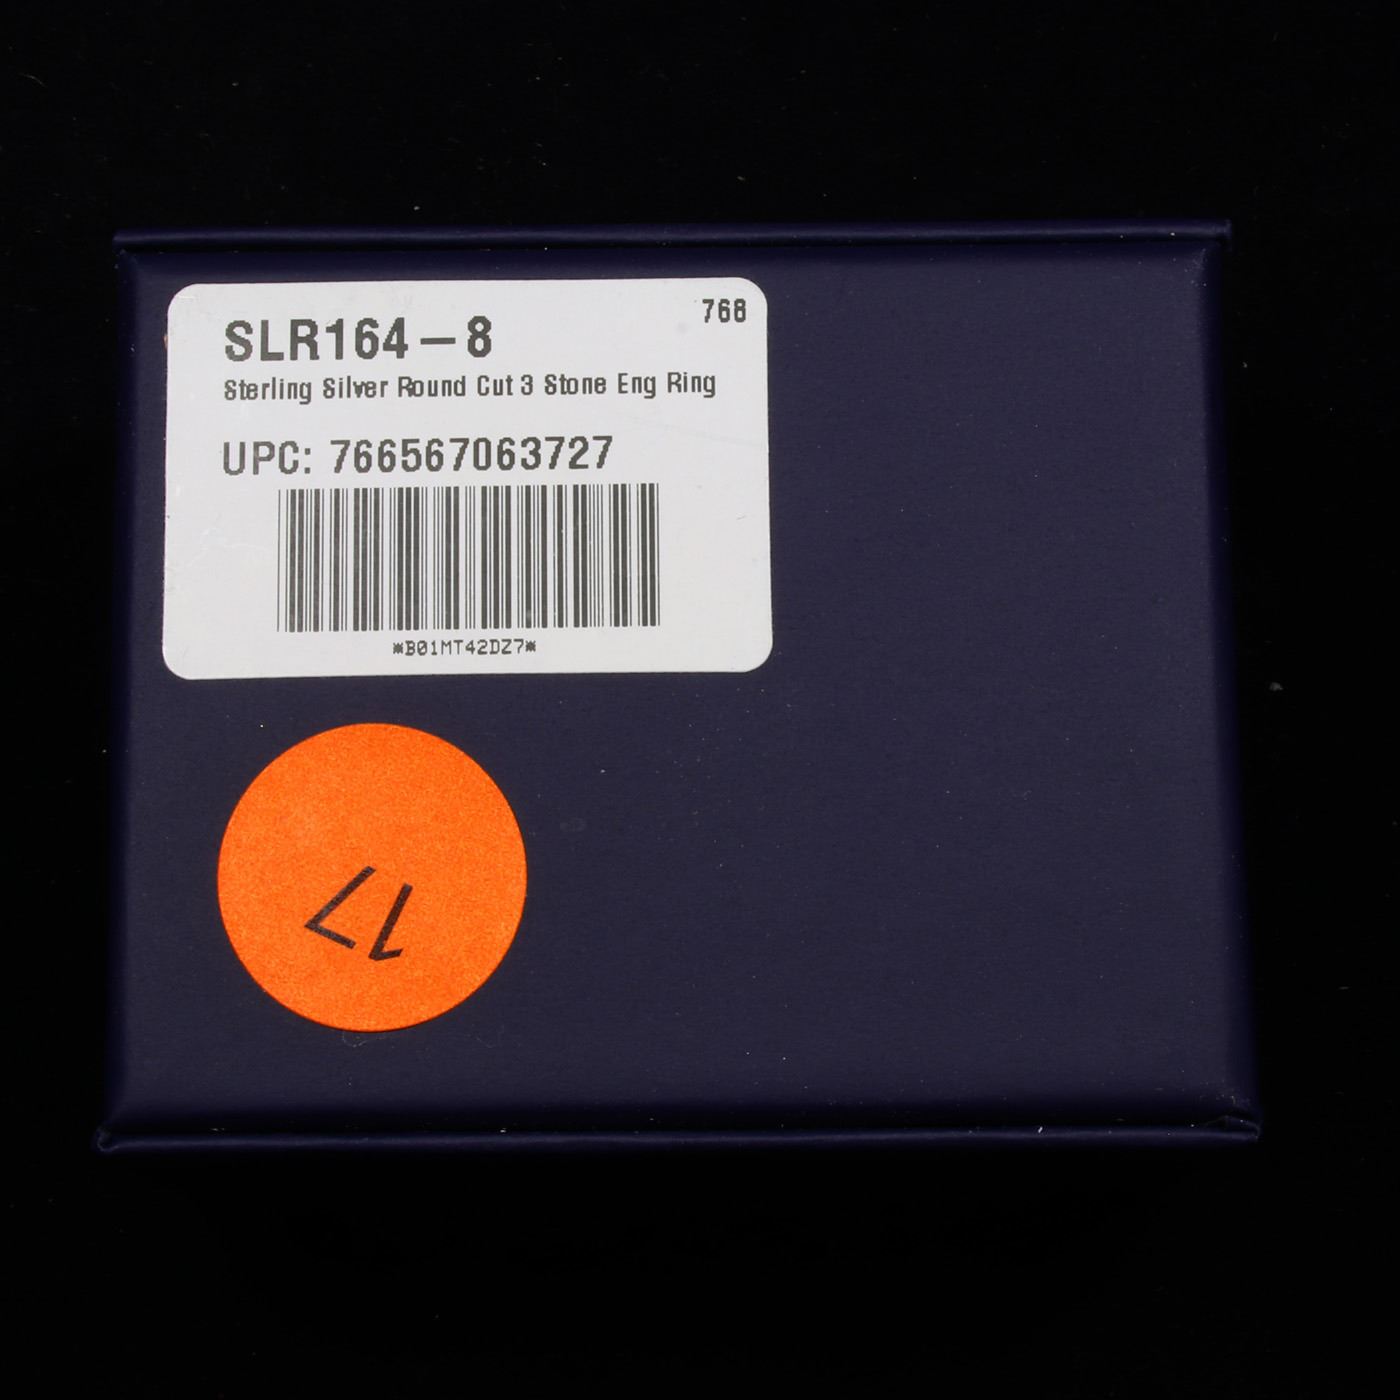 768
SLR164-8
Sterling Silver Round Cut 3 Stone Eng Ring
UPC: 766567063727
*B01MT42DZ7*
17